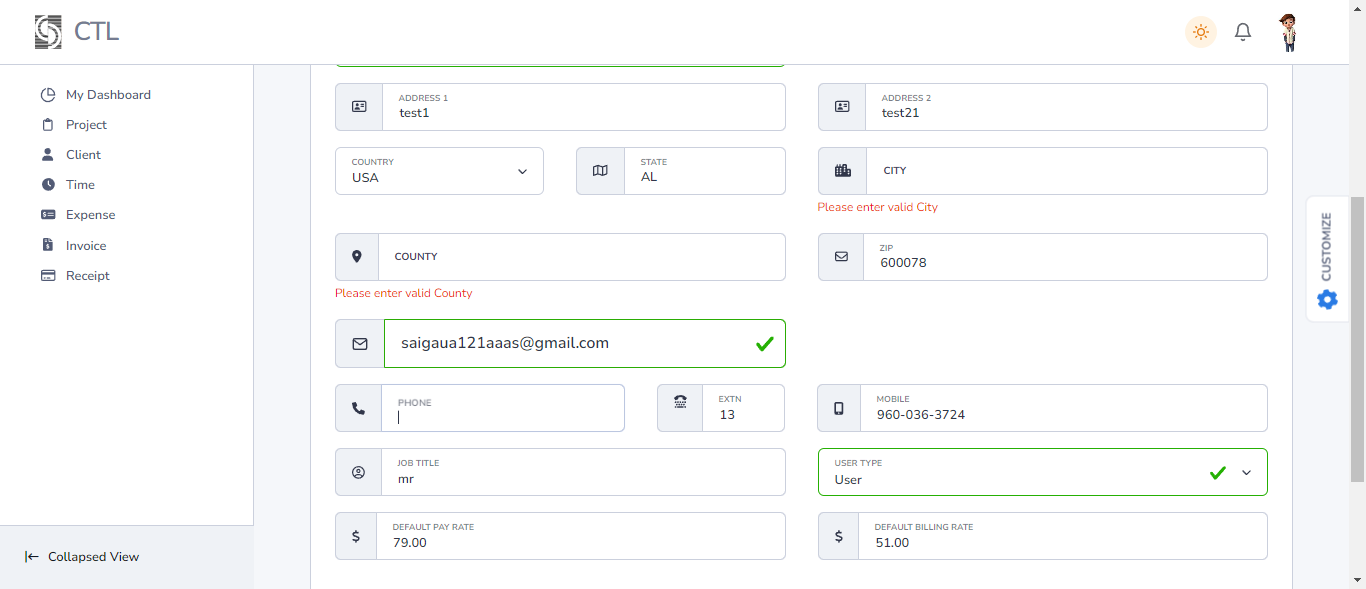 CTL
My Dashboard
Project
Client
Time
Expense
Invoice
Receipt
Collapsed View
ADDRESS 1
test1
ADDRESS 2
test21
COUNTRY
USA
STATE
AL
CITY
Please enter valid City
COUNTY
Please enter valid County
ZIP
600078
saigaua121aaas@gmail.com
PHONE
EXTN
13
MOBILE
960-036-3724
JOB TITLE
mr
USER TYPE
User
DEFAULT PAY RATE
79.00
DEFAULT BILLING RATE
51.00
CUSTOMIZE